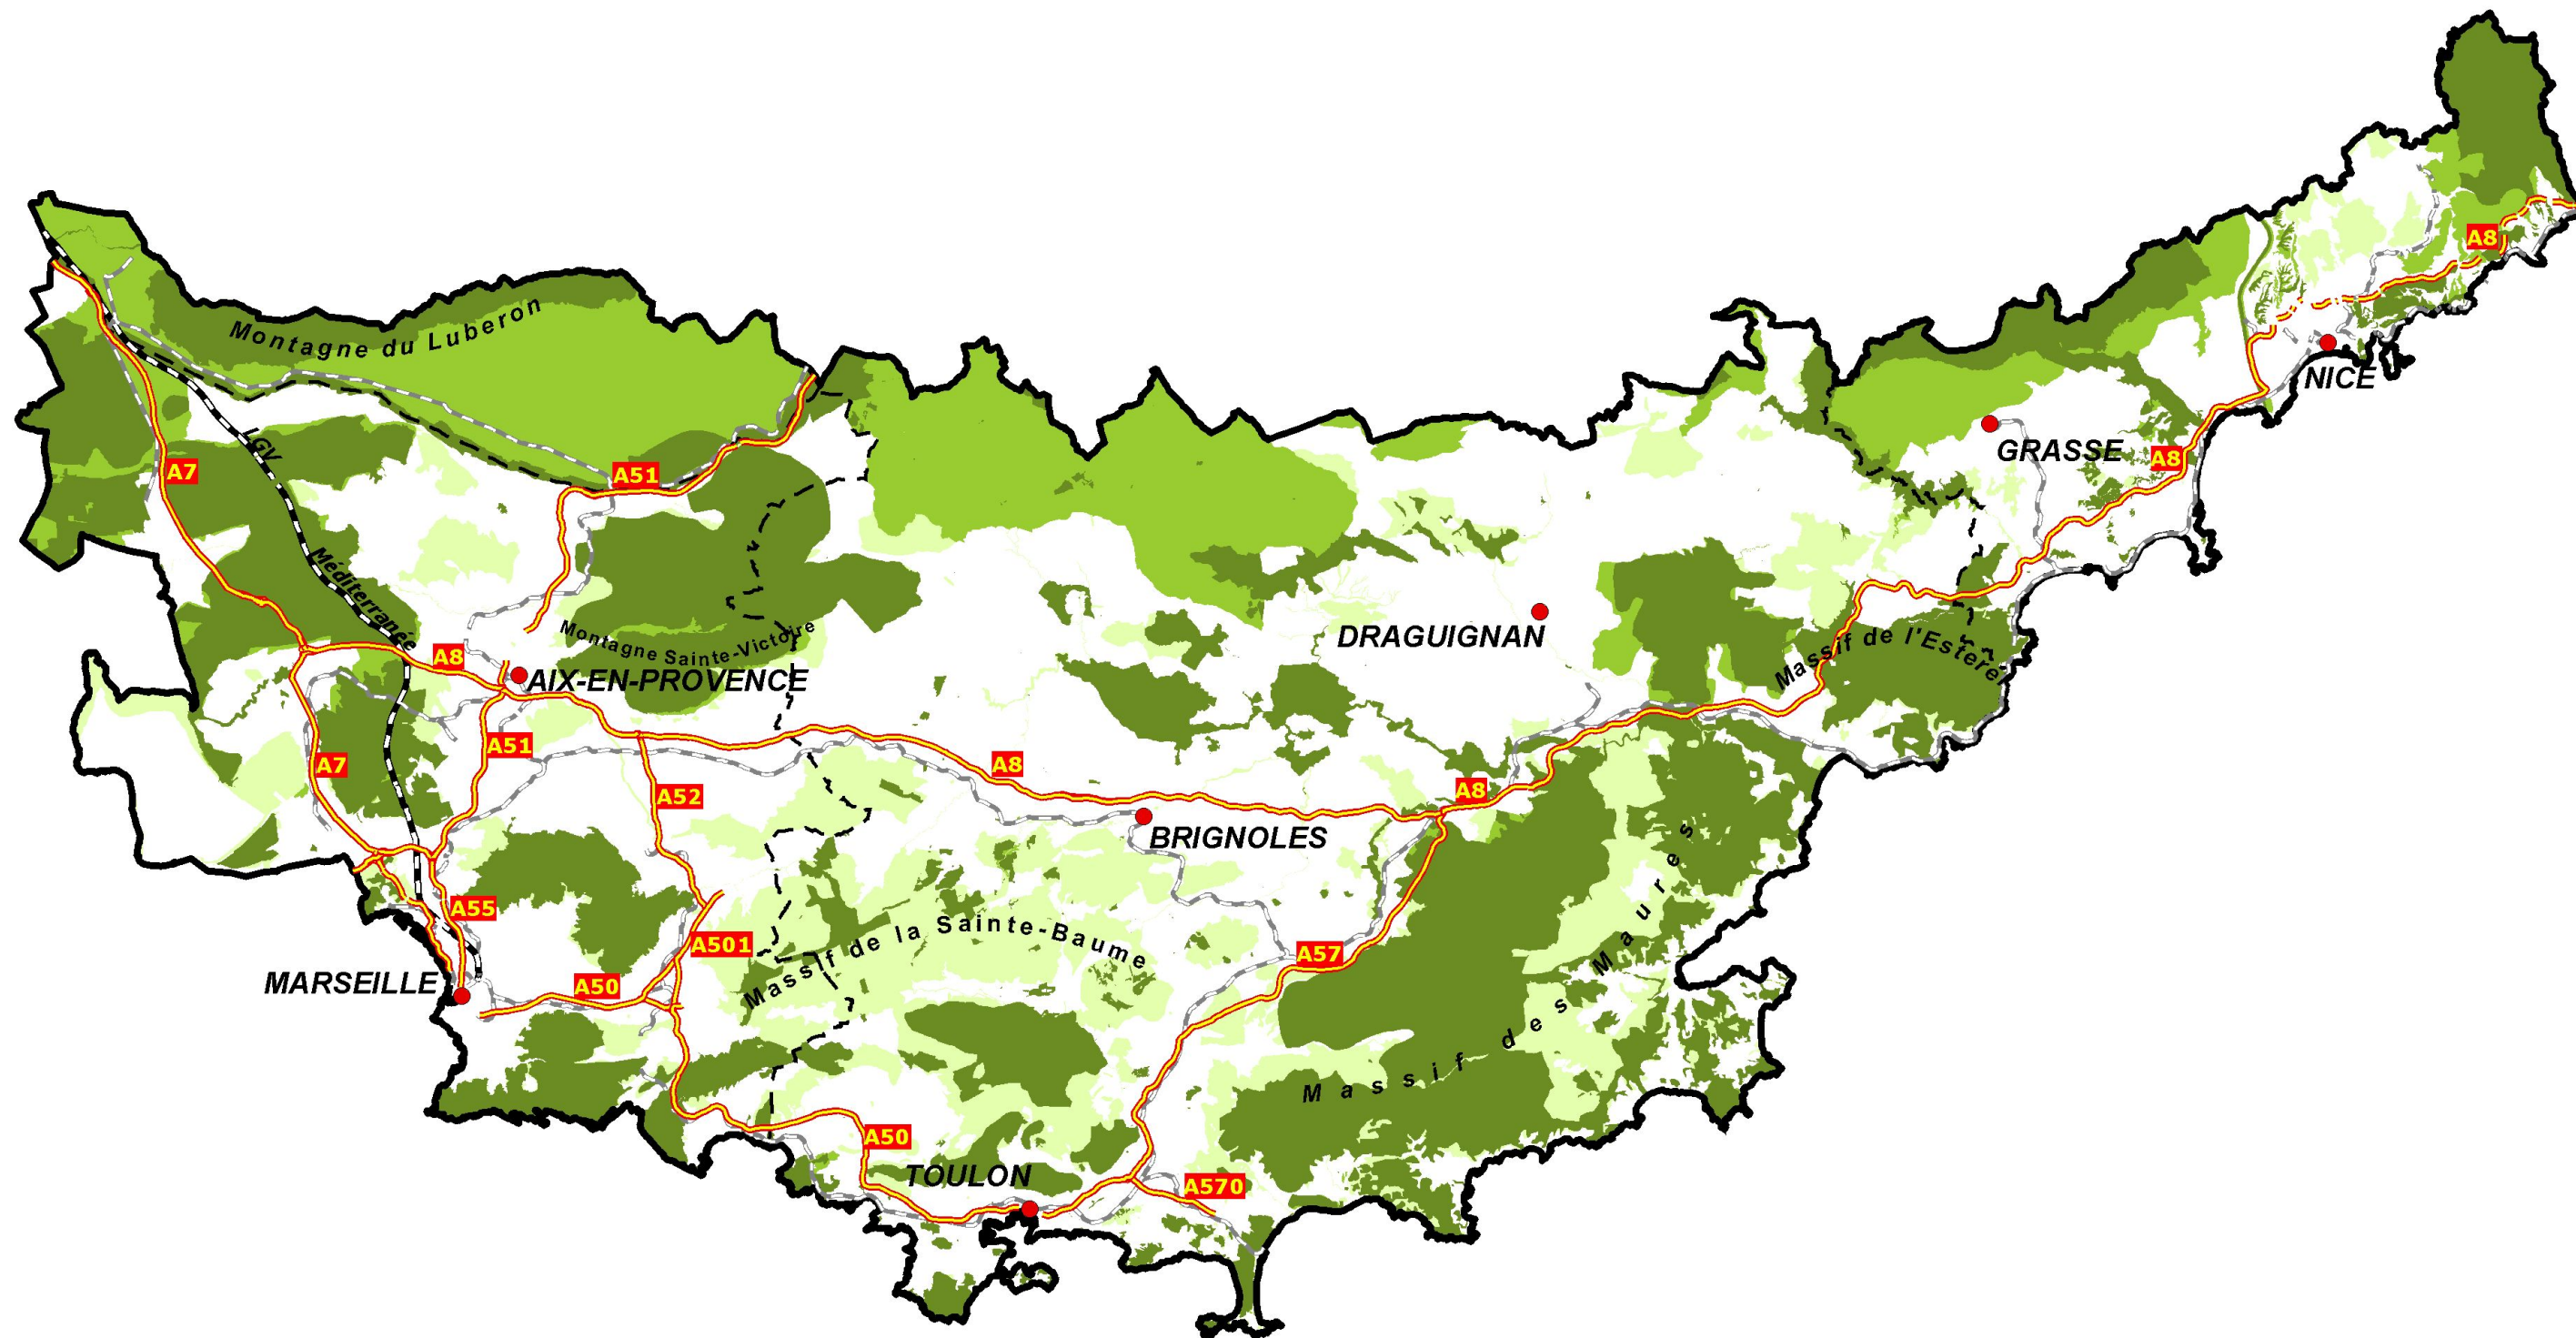 Montagne du Luberon
A8
NICE
LGV
A7
A51
GRASSE
A8
Méditerranée
Montagne Sainte-Victoire
DRAGUIGNAN
Massif de l'Esterel
A8
AIX-EN-PROVENCE
A51
A7
A8
A52
A8
BRIGNOLES
A55
A501
Massif de la Sainte-Baume
A57
MARSEILLE
A50
Massif des Maures
A50
TOULON
A570